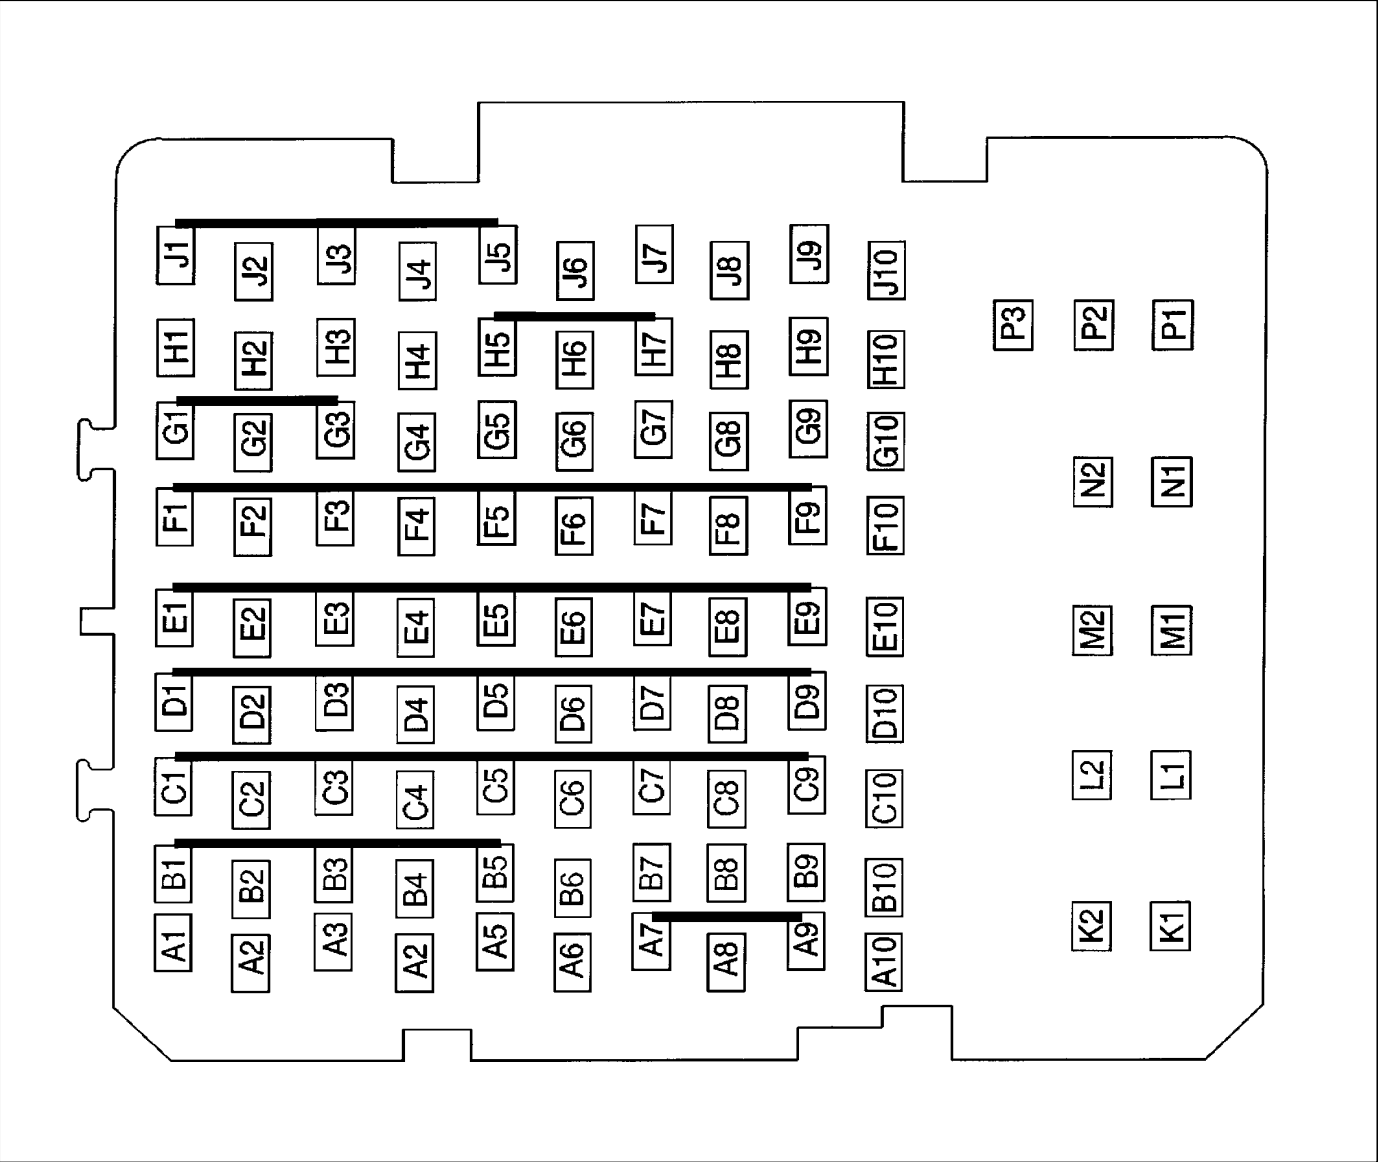 J1 J2 J3 J4 J5 J6 J7 J8 J9 J10
P3 P2 P1
H1 H2 H3 H4 H5 H6 H7 H8 H9 H10
G1 G2 G3 G4 G5 G6 G7 G8 G9 G10
N2 N1
F1 F2 F3 F4 F5 F6 F7 F8 F9 F10
E1 E2 E3 E4 E5 E6 E7 E8 E9 E10
M2 M1
D1 D2 D3 D4 D5 D6 D7 D8 D9 D10
C1 C2 C3 C4 C5 C6 C7 C8 C9 C10
L2 L1
B1 B2 B3 B4 B5 B6 B7 B8 B9 B10
A1 A2 A3 A2 A5 A6 A7 A8 A9 A10
K2 K1